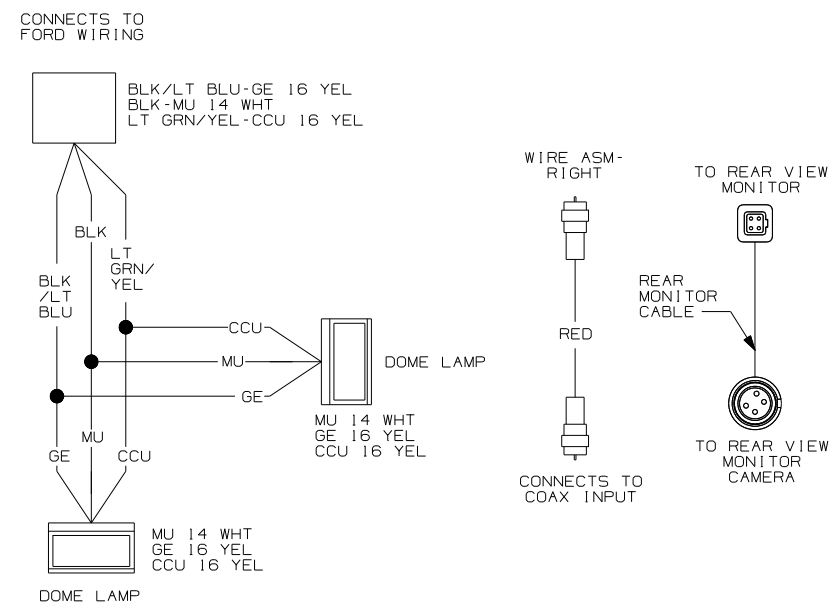 CONNECTS TO
FORD WIRING
BLK/LT BLU-GE 16 YEL
BLK-MU 14 WHT
LT GRN/YEL-CCU 16 YEL
BLK
LT
GRN/
YEL
BLK
/LT
BLU
CCU
MU
GE
DOME LAMP
MU 14 WHT
GE 16 YEL
CCU 16 YEL
MU
GE
CCU
MU 14 WHT
GE 16 YEL
CCU 16 YEL
DOME LAMP
WIRE ASM-
RIGHT
RED
CONNECTS TO
COAX INPUT
TO REAR VIEW
MONITOR
REAR
MONITOR
CABLE
TO REAR VIEW
MONITOR
CAMERA